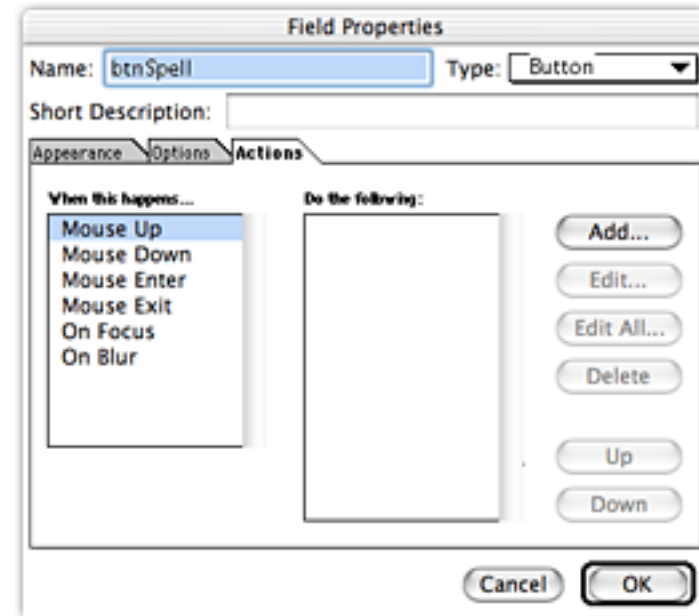 Field Properties
Name: btnSpell Type: Button
Short Description:
Appearance Options Actions
When this happens... Do the following:
Mouse Up
Mouse Down
Mouse Enter
Mouse Exit
On Focus
On Blur
Add...
Edit...
Edit All...
Delete
Up
Down
Cancel OK